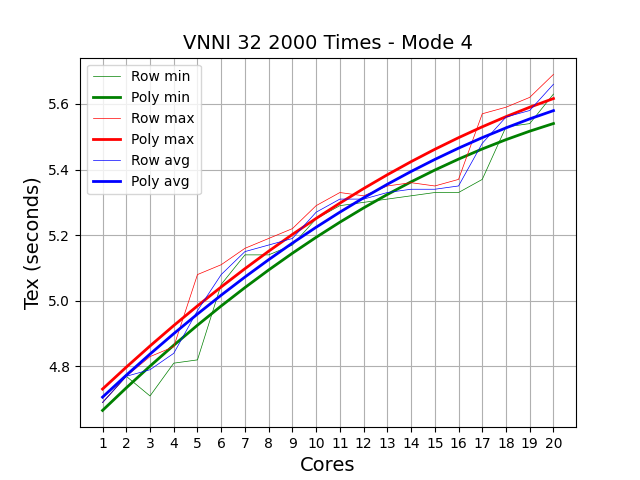 VNNI 32 2000 Times - Mode 4
Row min
Poly min
Row max
Poly max
Row avg
Poly avg
Tex (seconds)
5.6
5.4
5.2
5.0
4.8
1 2 3 4 5 6 7 8 9 10 11 12 13 14 15 16 17 18 19 20
Cores